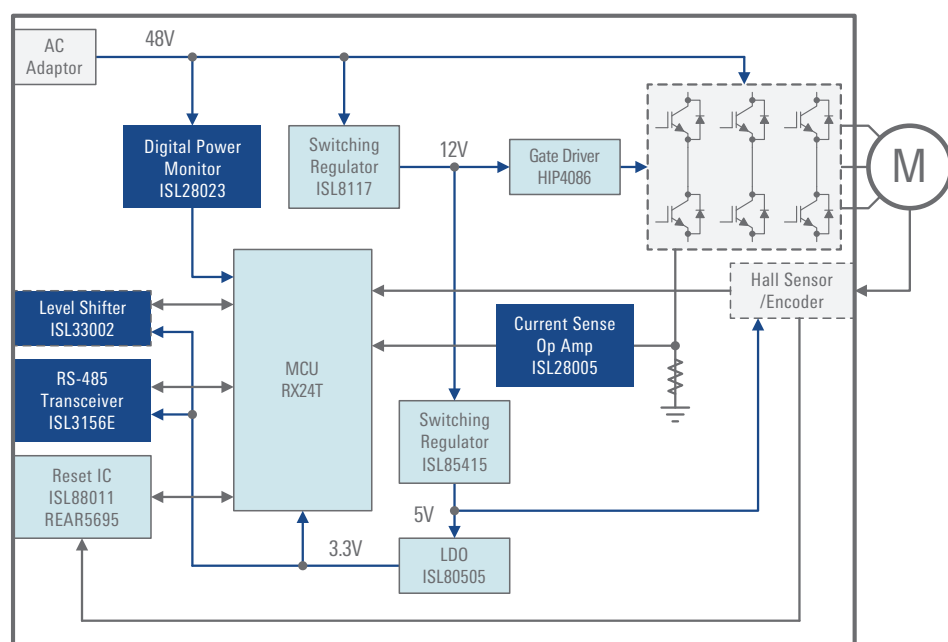 AC
Adaptor
48V
Digital Power
Monitor
ISL28023
Switching
Regulator
ISL8117
12V
Gate Driver
HIP4086
M
Hall Sensor
/Encoder
Level Shifter
ISL33002
Current Sense
Op Amp
ISL28005
MCU
RX24T
RS-485
Transceiver
ISL3156E
Switching
Regulator
ISL85415
Reset IC
ISL88011
REAR5695
5V
3.3V
LDO
ISL80505